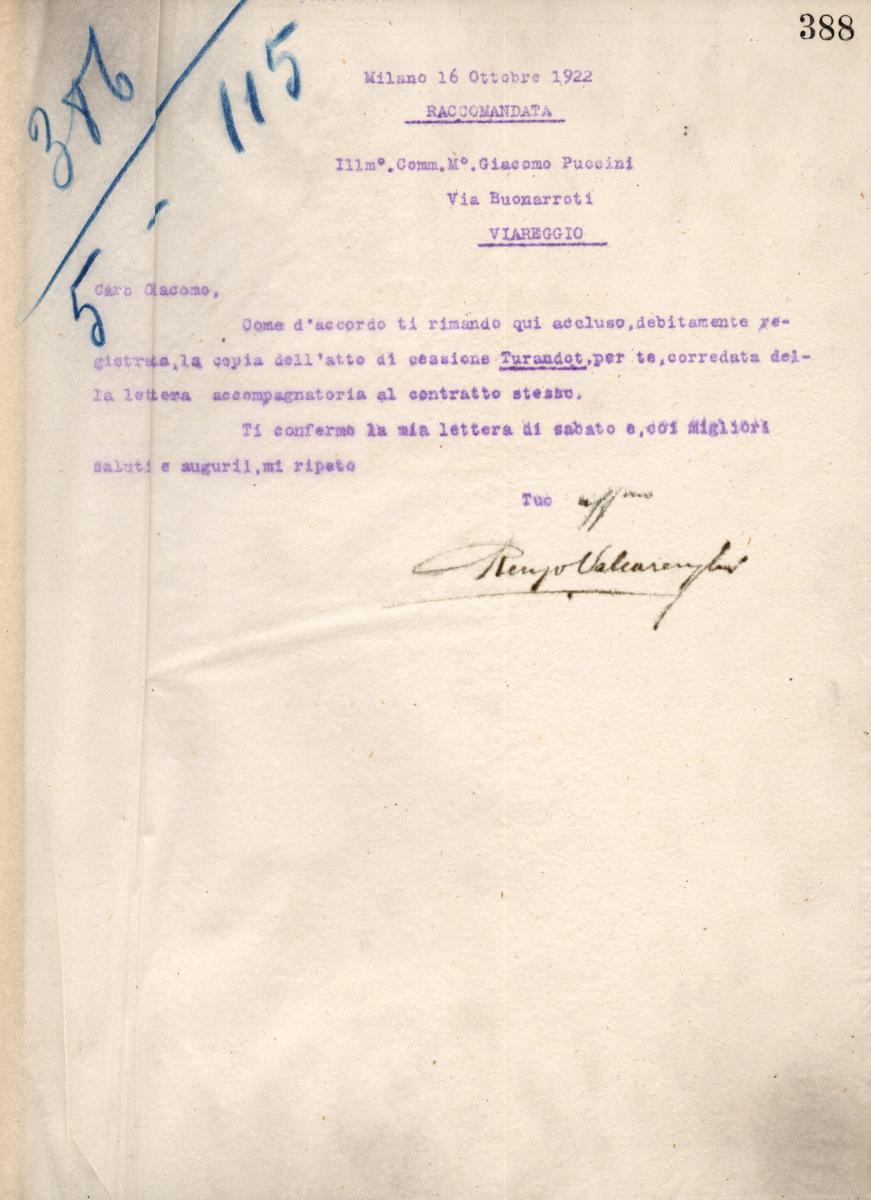 388
386
115
5
Milano 16 Ottobre 1922
RACCOMANDATA
Illmº.Comm.Mº.Giacomo Puccini
Via Buonarroti
VIAREGGIO
Caro Giacomo,
Come d'accordo ti rimando qui accluso,debitamente re-
gistrata,la copia dell'atto di cessione Turandot,per te,corredata del-
la lettera accompagnatoria al contratto stesso.
Ti confermo la mia lettera di sabato e,coi migliori
saluti e augurii,mi ripeto
Tuo affmo
Renzo Valcarenghi